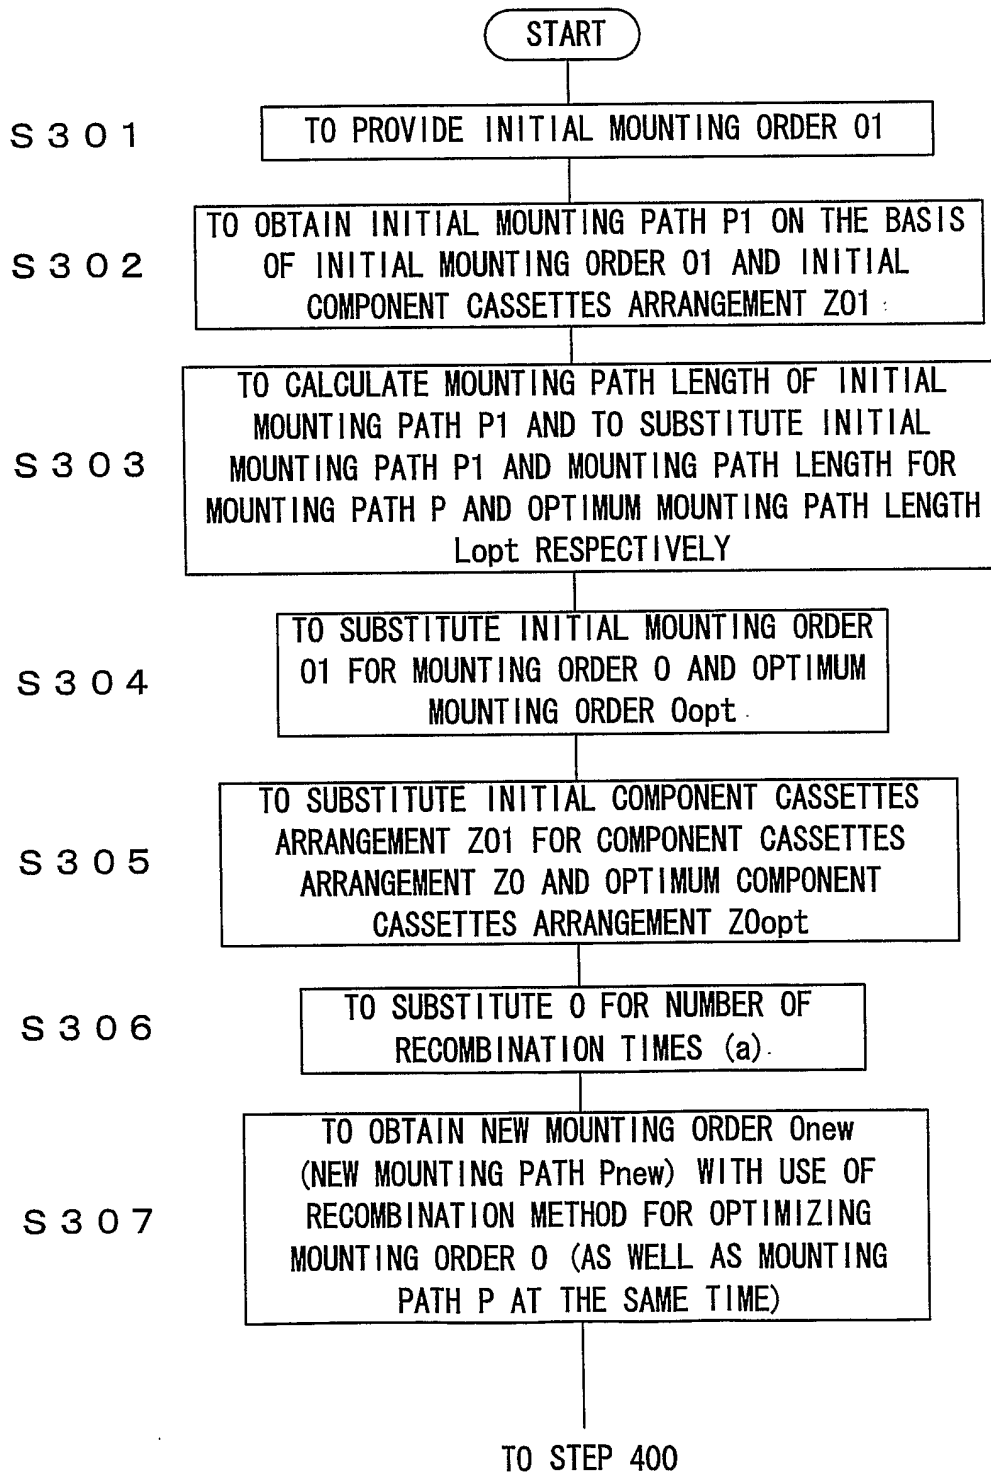 START
S301
TO PROVIDE INITIAL MOUNTING ORDER O1
S302
TO OBTAIN INITIAL MOUNTING PATH P1 ON THE BASIS
OF INITIAL MOUNTING ORDER O1 AND INITIAL
COMPONENT CASSETTES ARRANGEMENT ZO1
S303
TO CALCULATE MOUNTING PATH LENGTH OF INITIAL
MOUNTING PATH P1 AND TO SUBSTITUTE INITIAL
MOUNTING PATH P1 AND MOUNTING PATH LENGTH FOR
MOUNTING PATH P AND OPTIMUM MOUNTING PATH LENGTH
Lopt RESPECTIVELY
S304
TO SUBSTITUTE INITIAL MOUNTING ORDER
O1 FOR MOUNTING ORDER O AND OPTIMUM
MOUNTING ORDER Oopt
S305
TO SUBSTITUTE INITIAL COMPONENT CASSETTES
ARRANGEMENT ZO1 FOR COMPONENT CASSETTES
ARRANGEMENT ZO AND OPTIMUM COMPONENT
CASSETTES ARRANGEMENT ZOopt
S306
TO SUBSTITUTE 0 FOR NUMBER OF
RECOMBINATION TIMES (a)
S307
TO OBTAIN NEW MOUNTING ORDER Onew
(NEW MOUNTING PATH Pnew) WITH USE OF
RECOMBINATION METHOD FOR OPTIMIZING
MOUNTING ORDER O (AS WELL AS MOUNTING
PATH P AT THE SAME TIME)
TO STEP 400